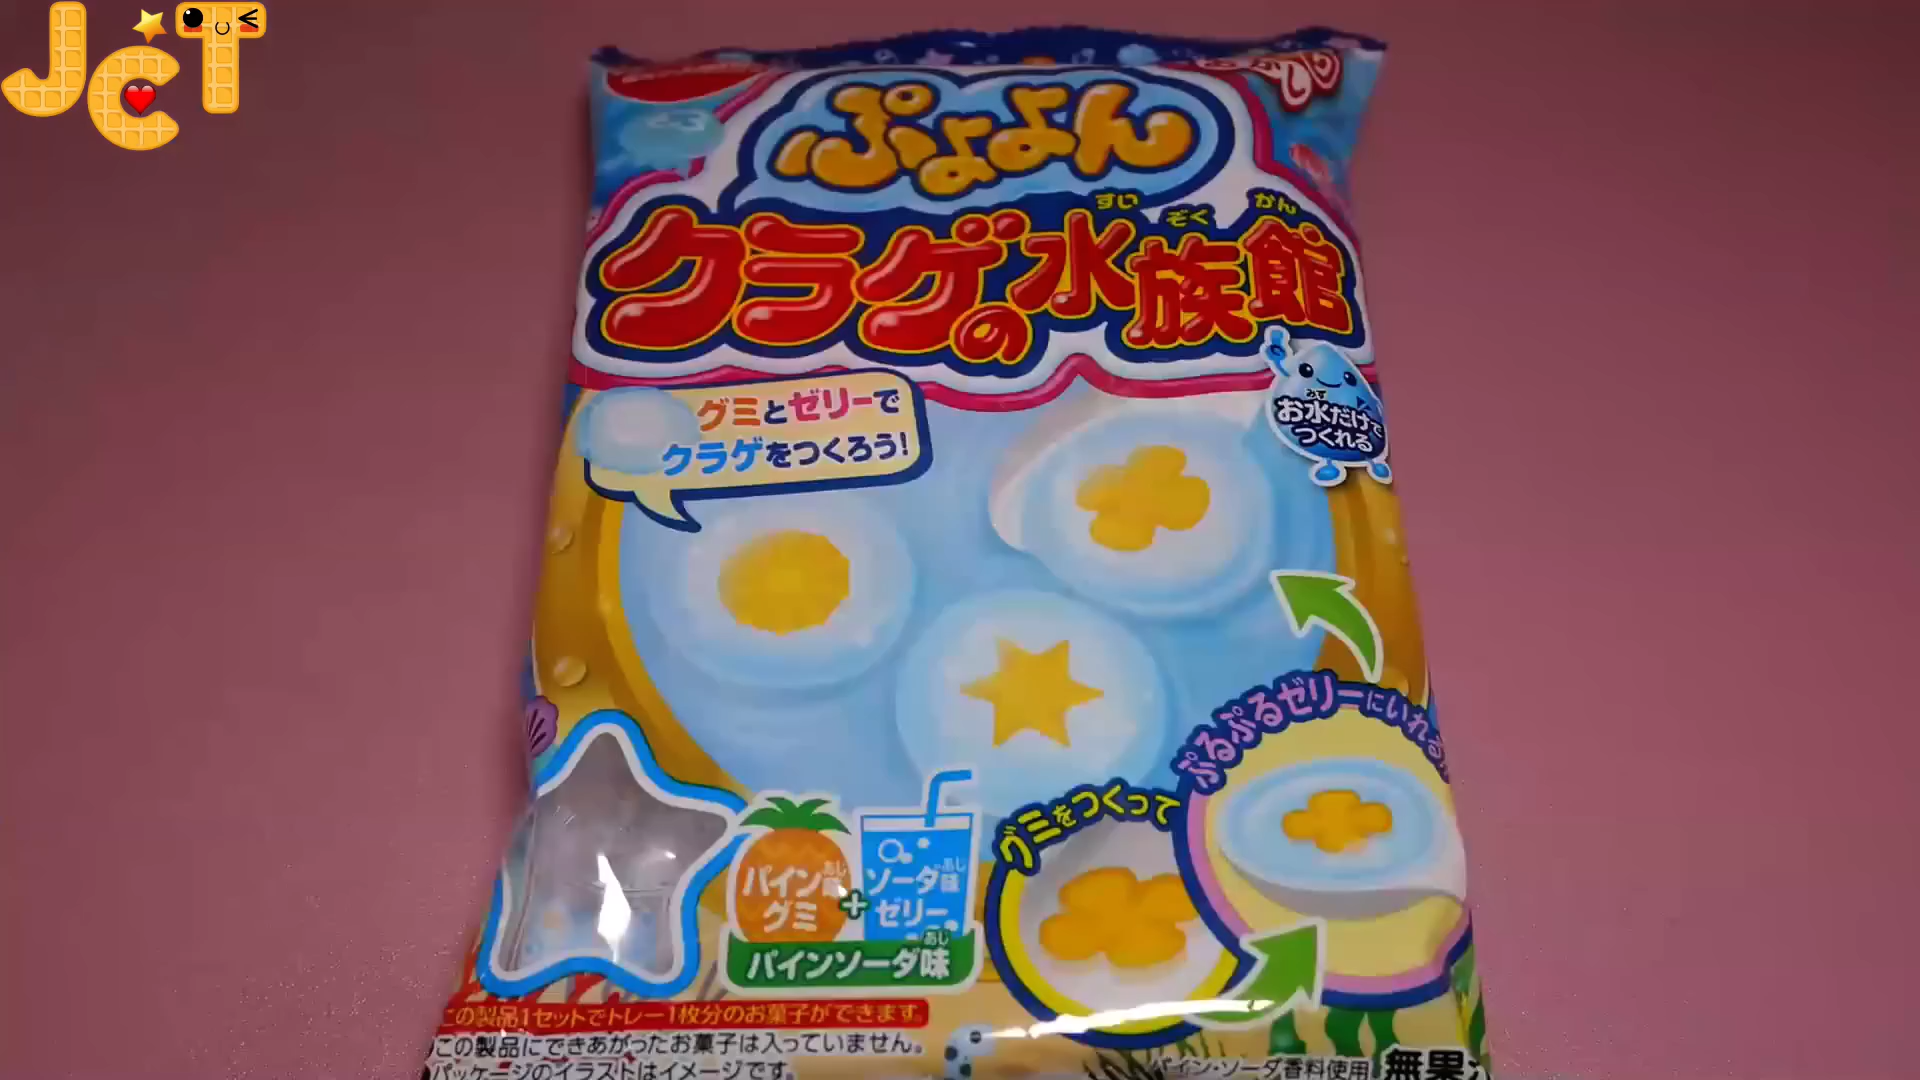 JCT
ぷよよん
クラゲの水族館
すい ぞく かん
グミとゼリーで
クラゲをつくろう!
みず
お水だけで
つくれる
ぷるぷるゼリーにいれる
グミをつくって
パイン味
グミ
+
ソーダ味
ゼリー
パインソーダ味
この製品1セットでトレー1枚分のお菓子ができます。
この製品にできあがったお菓子は入っていません。
パッケージのイラストはイメージです。
パイン・ソーダ香料使用
無果汁